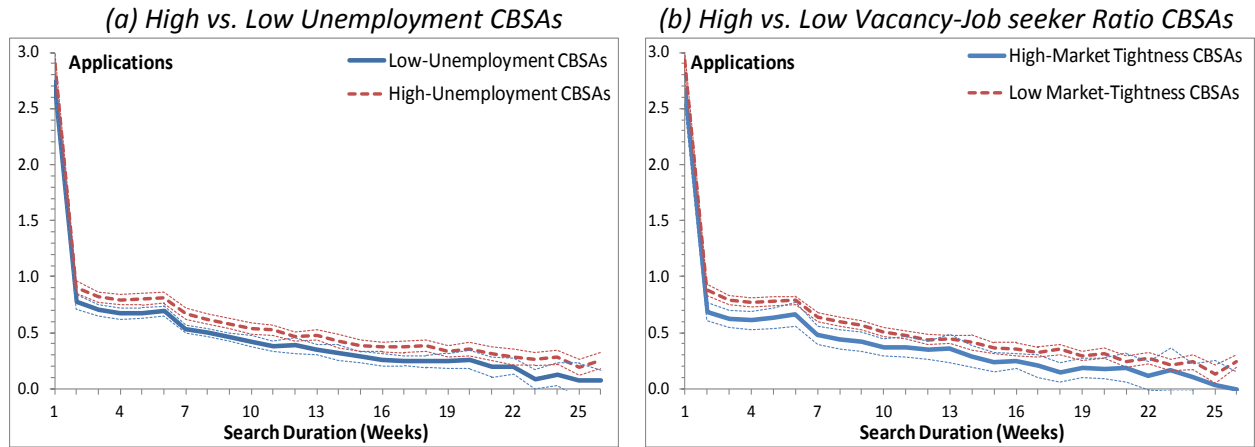 (a) High vs. Low Unemployment CBSAs
3.0
Applications
Low-Unemployment CBSAs
High-Unemployment CBSAs
2.5
2.0
1.5
1.0
0.5
0.0
1 4 7 10 13 16 19 22 25
Search Duration (Weeks)
(b) High vs. Low Vacancy-Job seeker Ratio CBSAs
3.0
Applications
High-Market Tightness CBSAs
Low Market-Tightness CBSAs
2.5
2.0
1.5
1.0
0.5
0.0
1 4 7 10 13 16 19 22 25
Search Duration (Weeks)